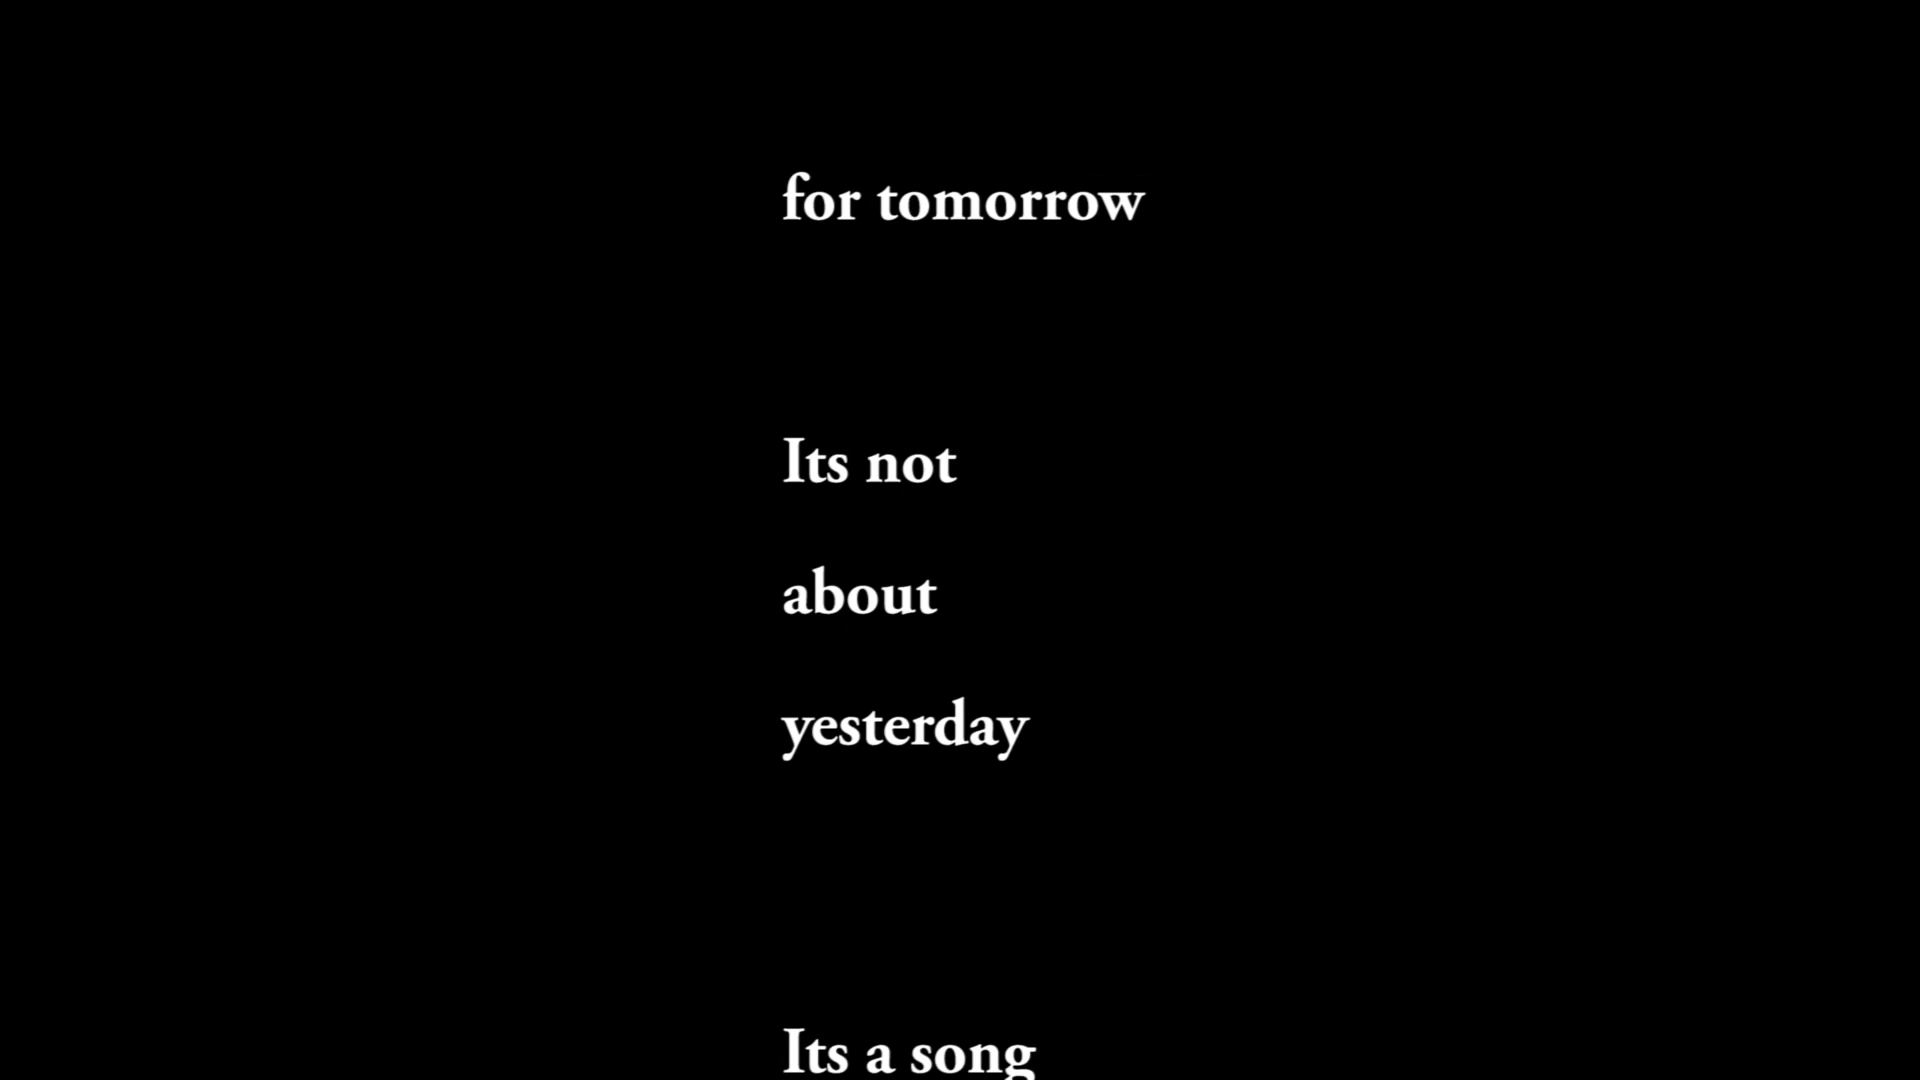 for tomorrow
Its not
about
yesterday
Its a song